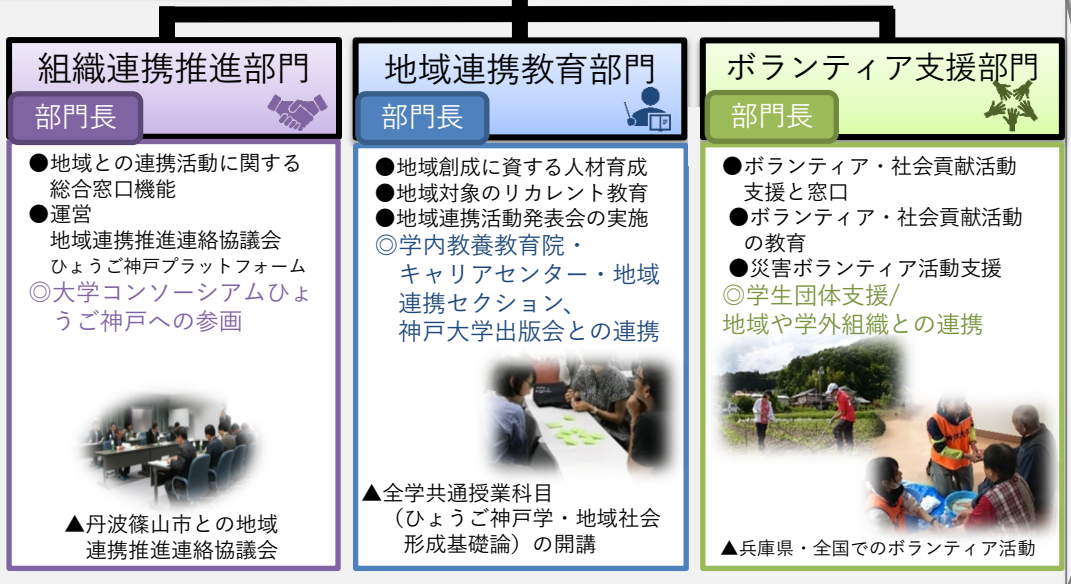 組織連携推進部門
部門長
●地域との連携活動に関する
総合窓口機能
●運営
地域連携推進連絡協議会
ひょうご神戸プラットフォーム
◎大学コンソーシアムひょ
うご神戸への参画
▲丹波篠山市との地域
連携推進連絡協議会
地域連携教育部門
部門長
●地域創成に資する人材育成
●地域対象のリカレント教育
●地域連携活動発表会の実施
◎学内教養教育院・
キャリアセンター・地域
連携セクション、
神戸大学出版会との連携
▲全学共通授業科目
（ひょうご神戸学・地域社会
形成基礎論）の開講
ボランティア支援部門
部門長
●ボランティア・社会貢献活動
支援と窓口
●ボランティア・社会貢献活動
の教育
●災害ボランティア活動支援
◎学生団体支援/
地域や学外組織との連携
▲兵庫県・全国でのボランティア活動